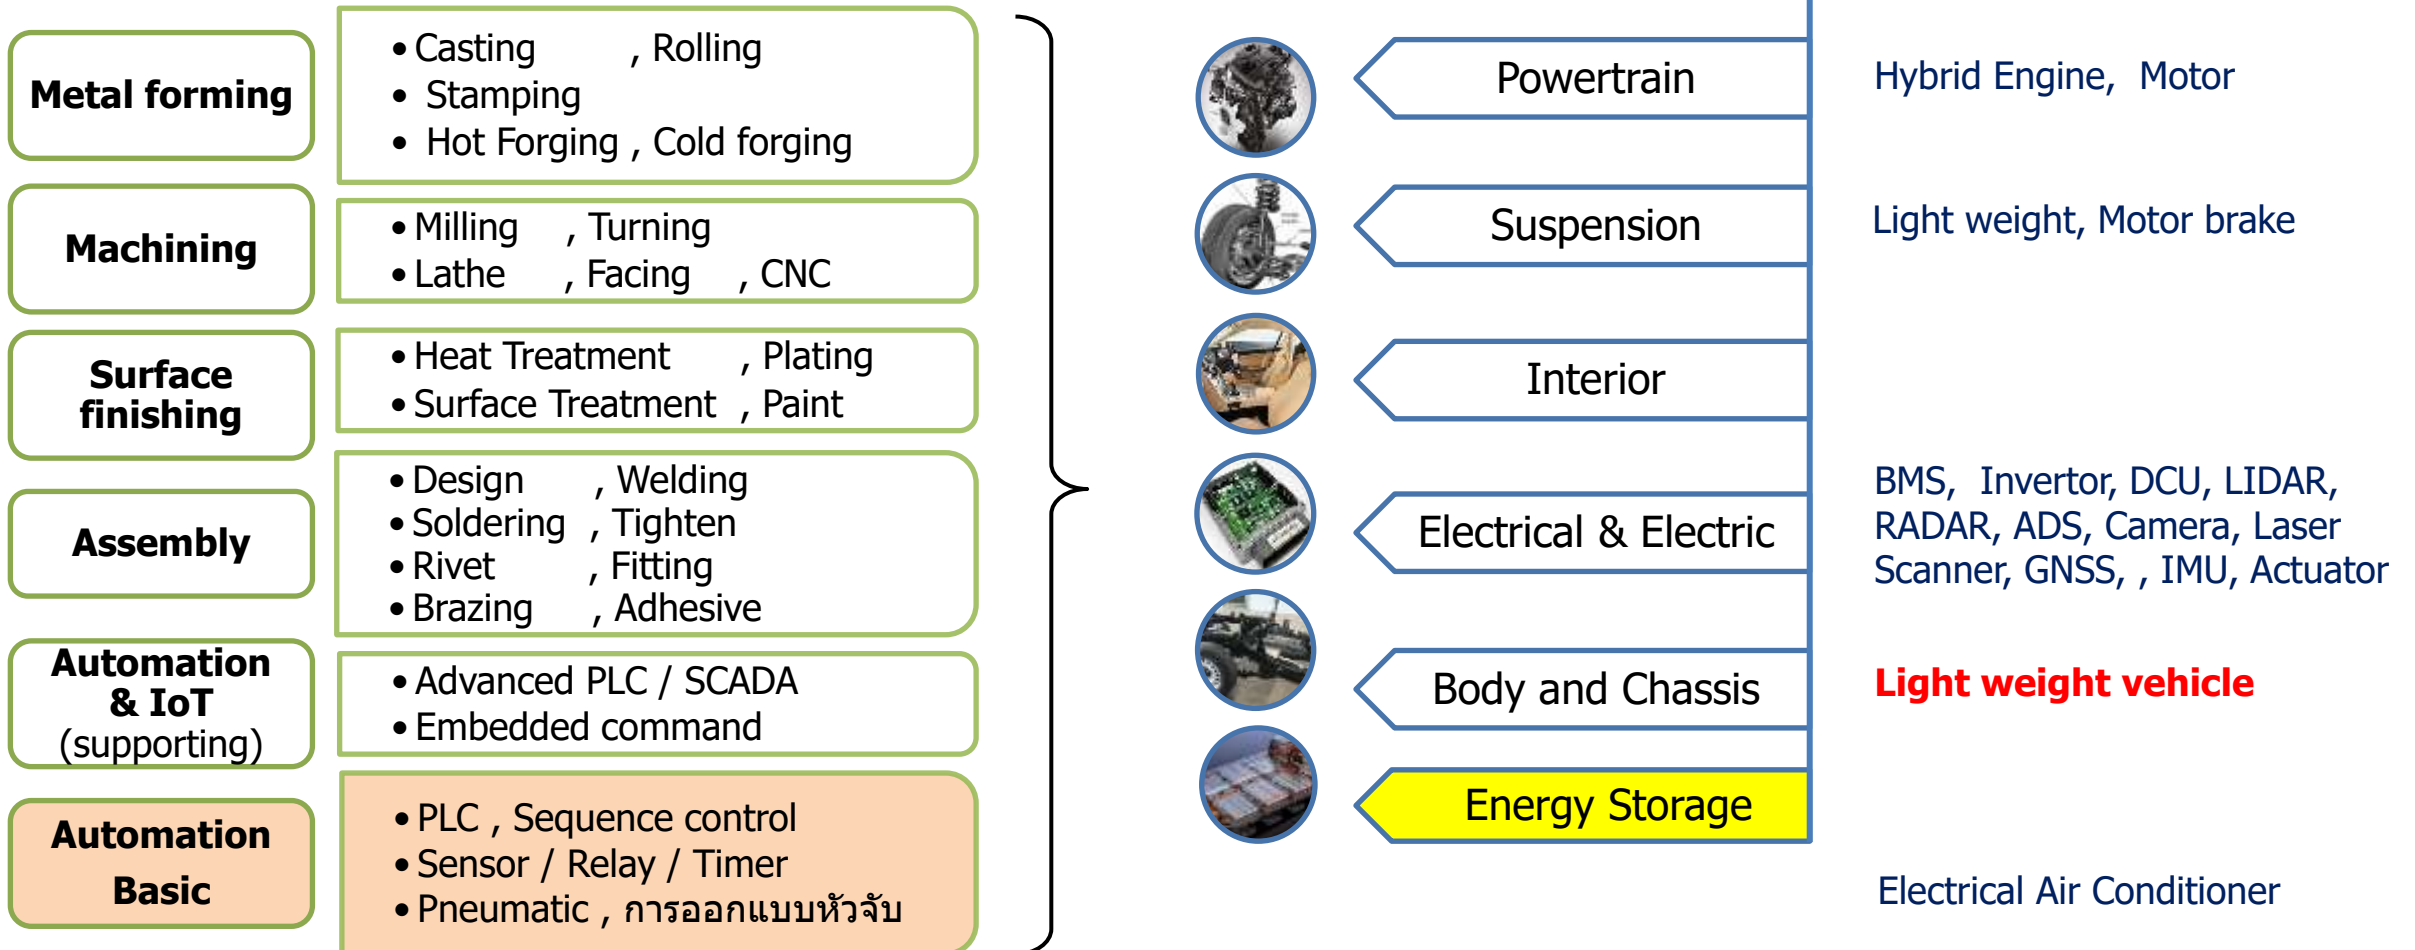 Metal forming
• Casting , Rolling
• Stamping
• Hot Forging , Cold forging
Machining
• Milling , Turning
• Lathe , Facing , CNC
Surface
finishing
• Heat Treatment , Plating
• Surface Treatment , Paint
Assembly
• Design , Welding
• Soldering , Tighten
• Rivet , Fitting
• Brazing , Adhesive
Automation
& IoT
(supporting)
• Advanced PLC / SCADA
• Embedded command
Automation
Basic
• PLC , Sequence control
• Sensor / Relay / Timer
• Pneumatic , การออกแบบหัวจับ
Powertrain
Hybrid Engine, Motor
Suspension
Light weight, Motor brake
Interior
Electrical & Electric
BMS, Invertor, DCU, LIDAR,
RADAR, ADS, Camera, Laser
Scanner, GNSS, , IMU, Actuator
Body and Chassis
Light weight vehicle
Energy Storage
Electrical Air Conditioner